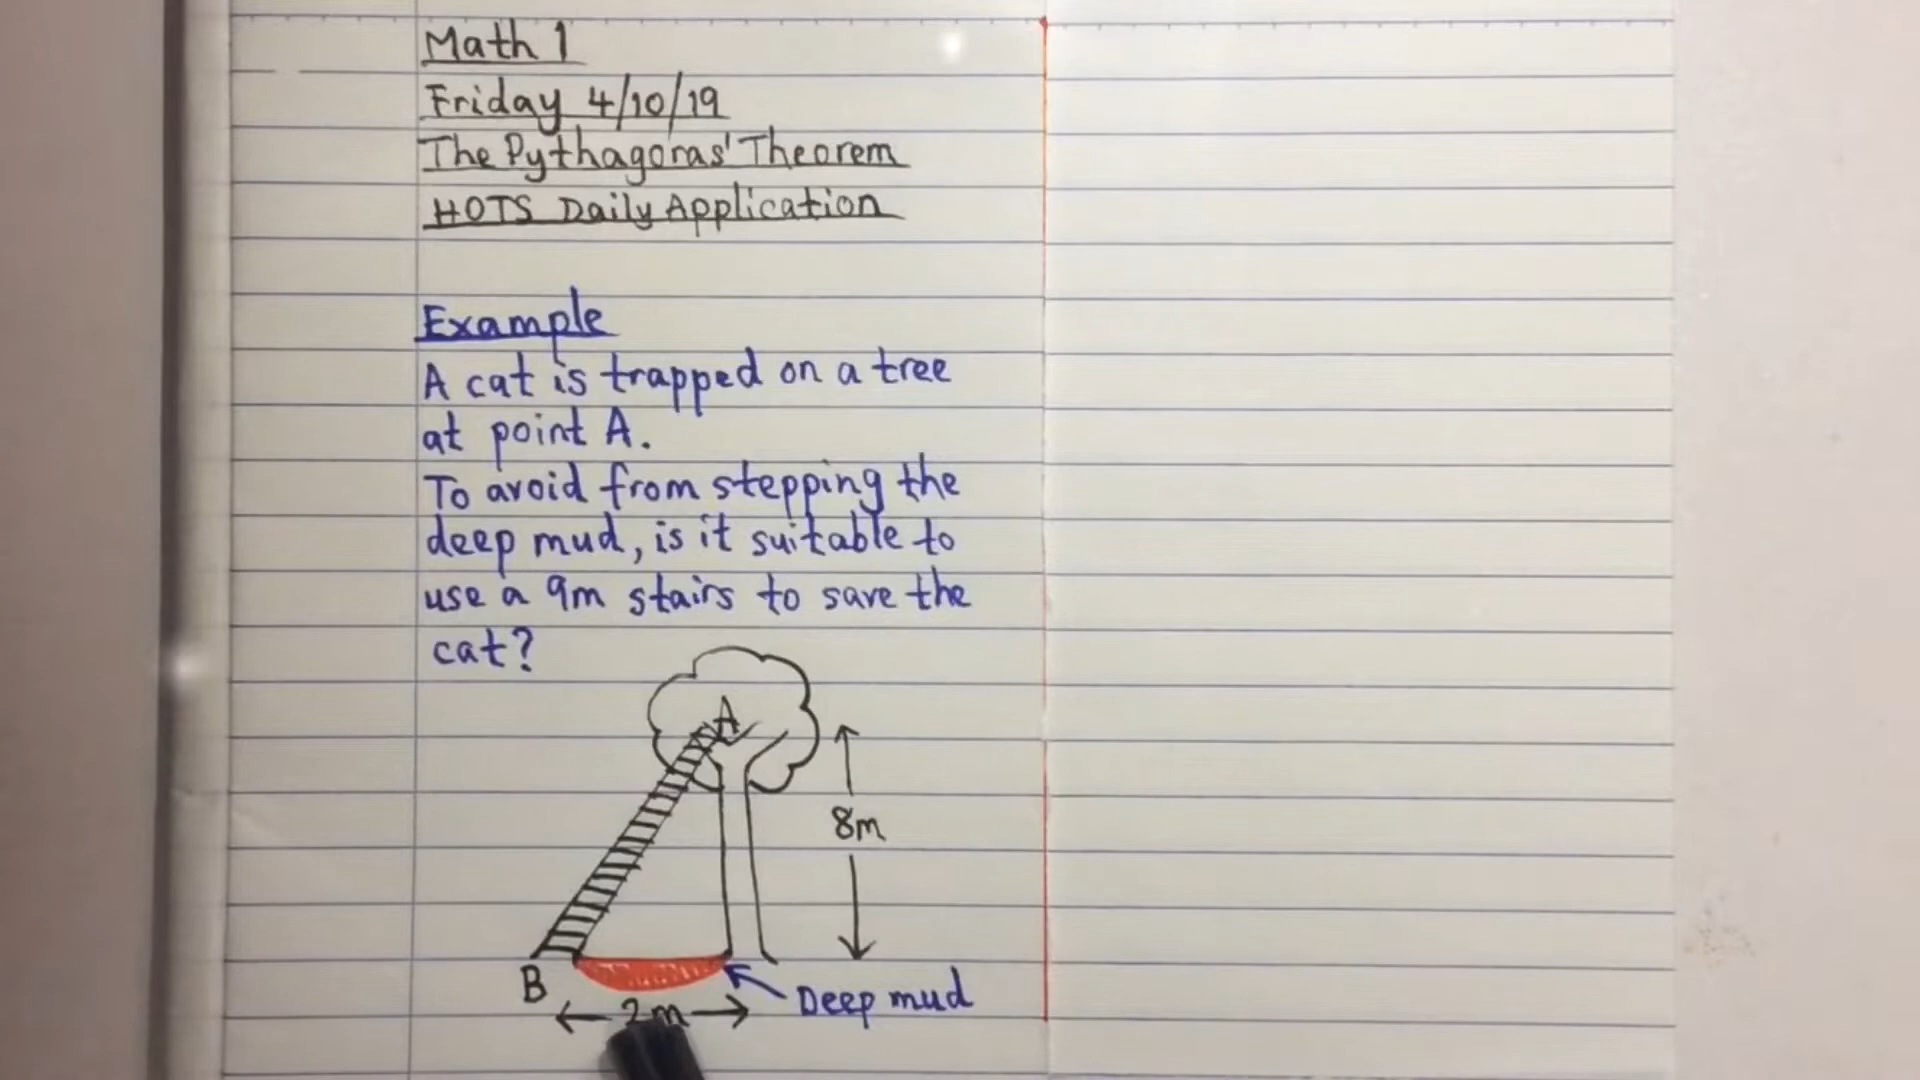 Math 1
Friday 4/10/19
The Pythagoras' Theorem
HOTS Daily Application
Example
A cat is trapped on a tree
at point A.
To avoid from stepping the
deep mud, is it suitable to
use a 9m stairs to save the
cat?
A
8m
B
2m
Deep mud